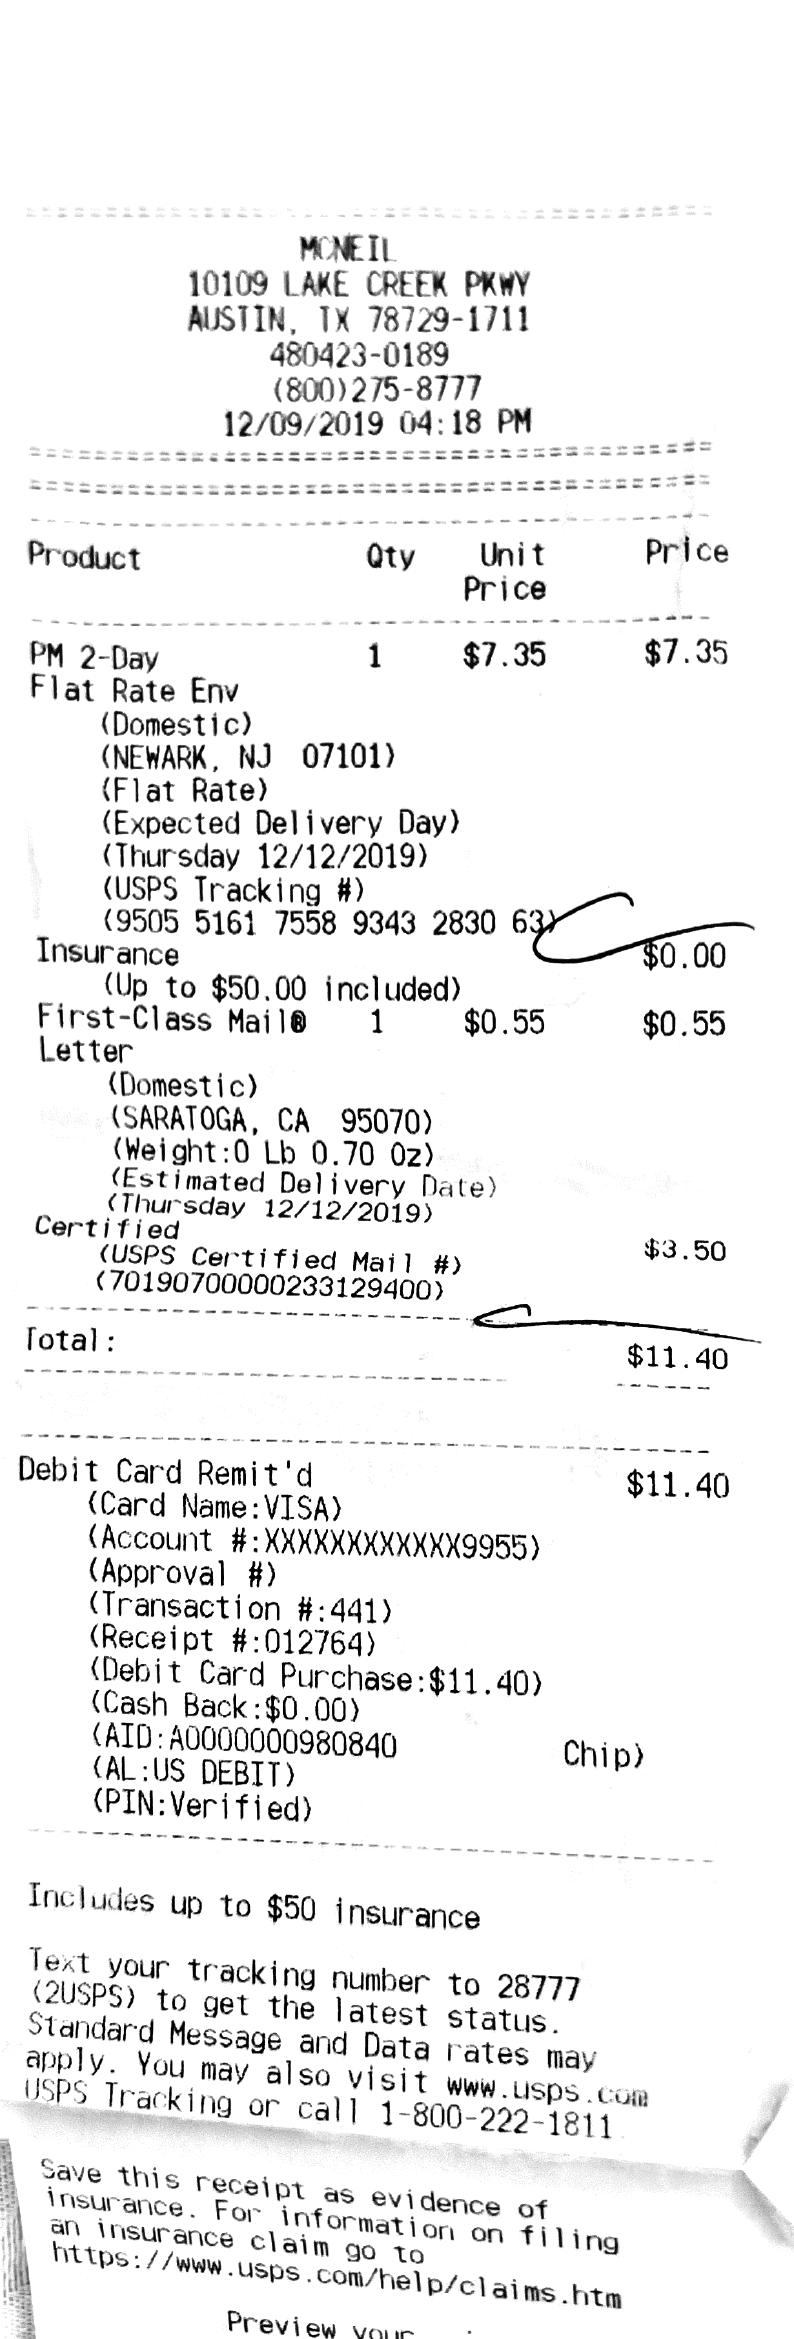 MCNEIL
10109 LAKE CREEK PKWY
AUSTIN, TX 78729-1711
480423-0189
(800)275-8777
12/09/2019 04:18 PM
Product Qty Unit Price
Price
PM 2-Day 1 $7.35 $7.35
Flat Rate Env
(Domestic)
(NEWARK, NJ 07101)
(Flat Rate)
(Expected Delivery Day)
(Thursday 12/12/2019)
(USPS Tracking #)
(9505 5161 7558 9343 2830 63)
Insurance $0.00
(Up to $50.00 included)
First-Class Mail® 1 $0.55 $0.55
Letter
(Domestic)
(SARATOGA, CA 95070)
(Weight:0 Lb 0.70 Oz)
(Estimated Delivery Date)
(Thursday 12/12/2019)
Certified $3.50
(USPS Certified Mail #)
(70190700000233129400)
Total: $11.40
Debit Card Remit'd $11.40
(Card Name:VISA)
(Account #:XXXXXXXXXXXX9955)
(Approval #)
(Transaction #:441)
(Receipt #:012764)
(Debit Card Purchase:$11.40)
(Cash Back:$0.00)
(AID:A0000000980840 Chip)
(AL:US DEBIT)
(PIN:Verified)
Includes up to $50 insurance
Text your tracking number to 28777
(2USPS) to get the latest status.
Standard Message and Data rates may
apply. You may also visit www.usps.com
USPS Tracking or call 1-800-222-1811
Save this receipt as evidence of
insurance. For information on filing
an insurance claim go to
https://www.usps.com/help/claims.htm
Preview your